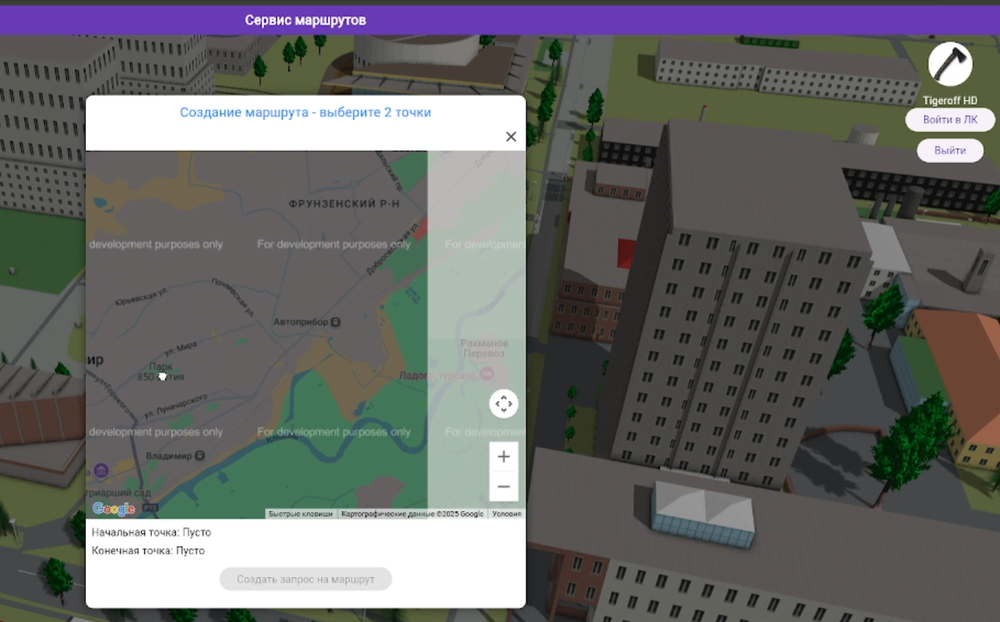 Сервис маршрутов
Tigeroff HD
Войти в ЛК
Выйти
Создание маршрута - выберите 2 точки
ФРУНЗЕНСКИЙ Р-Н
development purposes only
For development purposes only
For development
Добросельская ул.
Почаевская ул.
Юрьевская ул.
Автоприбор
ул. Мира
ир
Парк
850-
тия
Рахманов
Перевоз
Ладога, турбаза
ул. Горького
ул. Луначарского
development purposes only
For development purposes only
For development
Владимир
а
триарший сад
Google
Р72
Быстрые клавиши
Картографические данные ©2025 Google
Условия
Начальная точка: Пусто
Конечная точка: Пусто
Создать запрос на маршрут